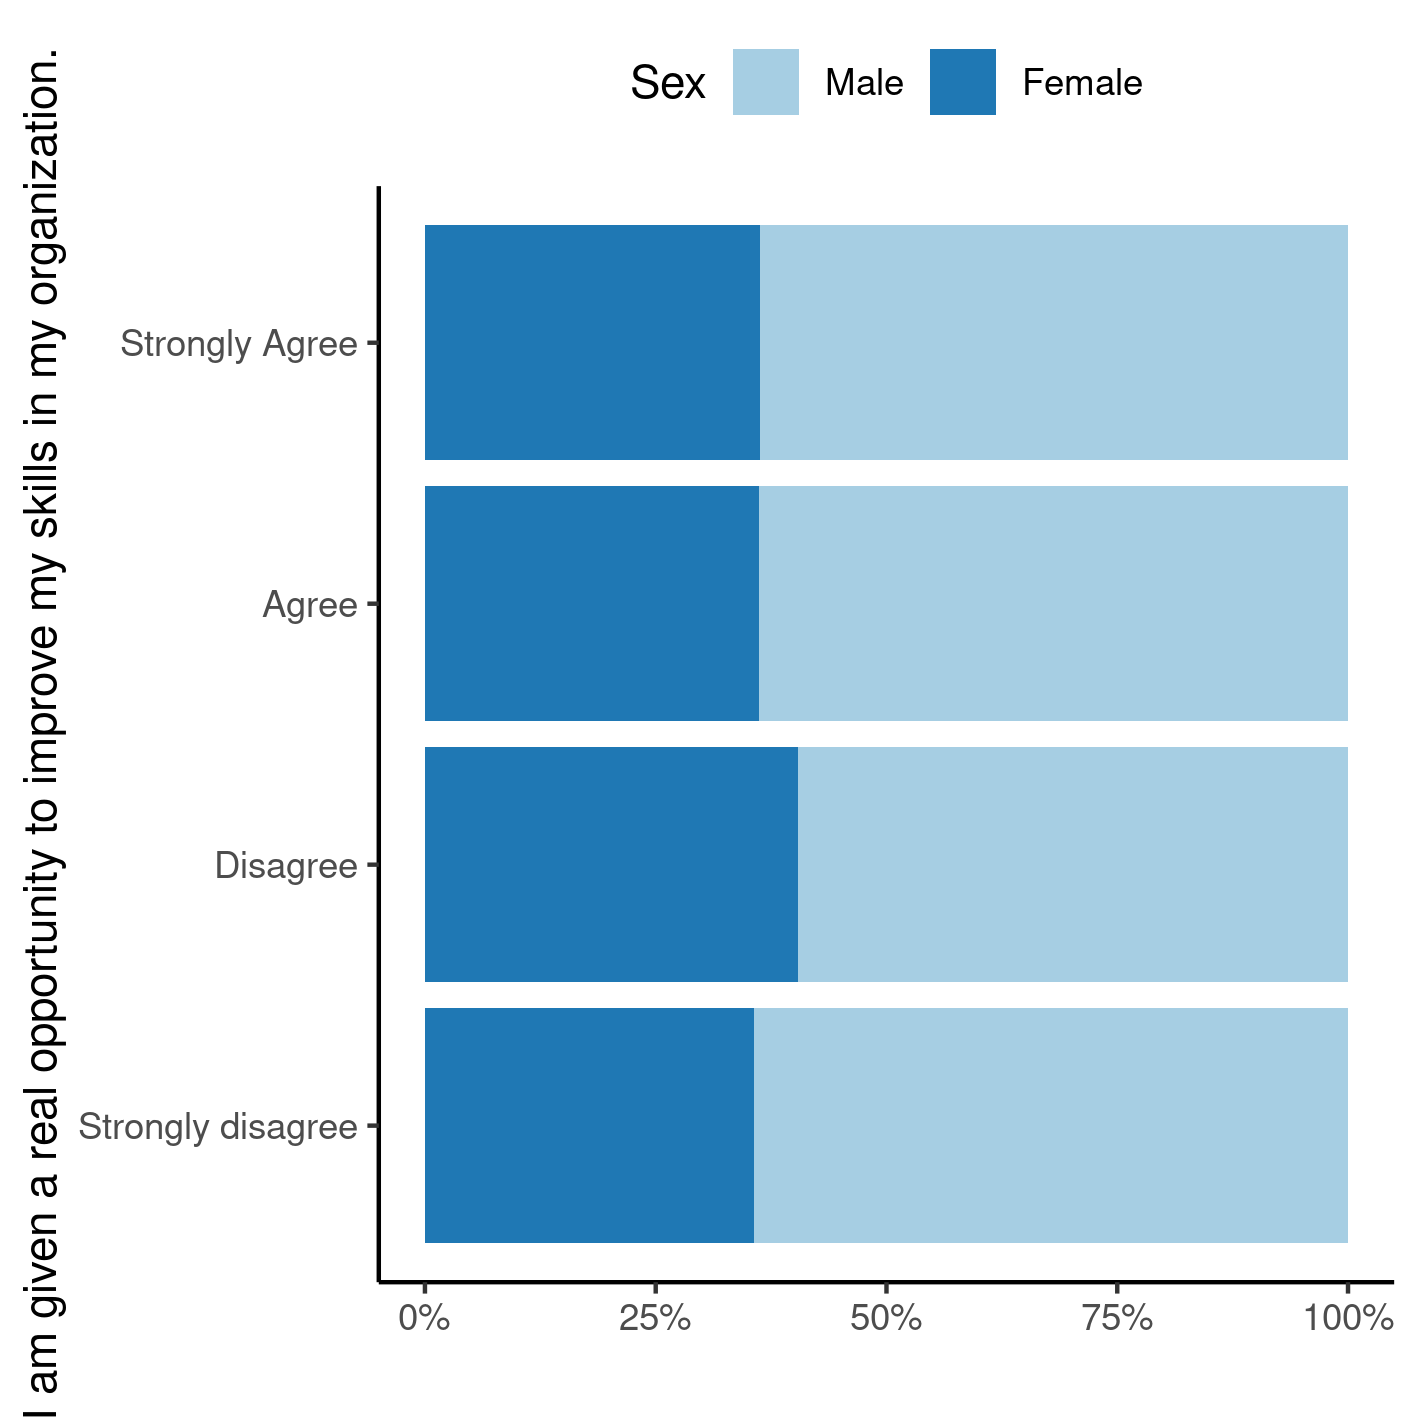 Sex Male Female
I am given a real opportunity to improve my skills in my organization.
Strongly Agree
Agree
Disagree
Strongly disagree
0% 25% 50% 75% 100%